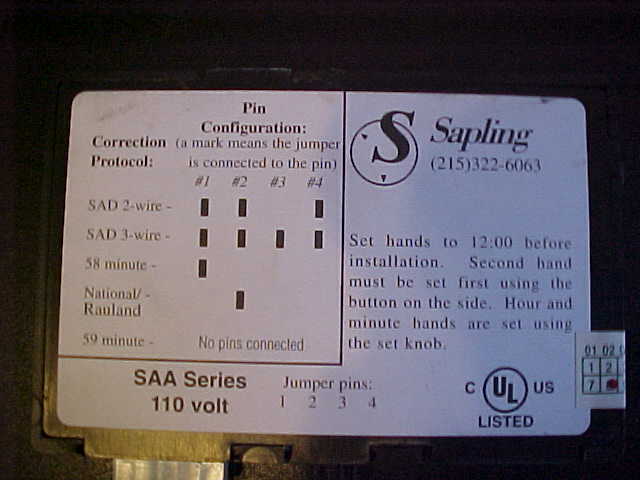 Pin
Configuration:
Correction (a mark means the jumper
Protocol: is connected to the pin)
#1 #2 #3 #4
SAD 2-wire -
SAD 3-wire -
58 minute -
National/ -
Rauland
59 minute - No pins connected
SAA Series
110 volt
Jumper pins:
1 2 3 4
S Sapling
(215)322-6063
Set hands to 12:00 before
installation. Second hand
must be set first using the
button on the side. Hour and
minute hands are set using
the set knob.
C UL US
LISTED
01 02
1 2
7